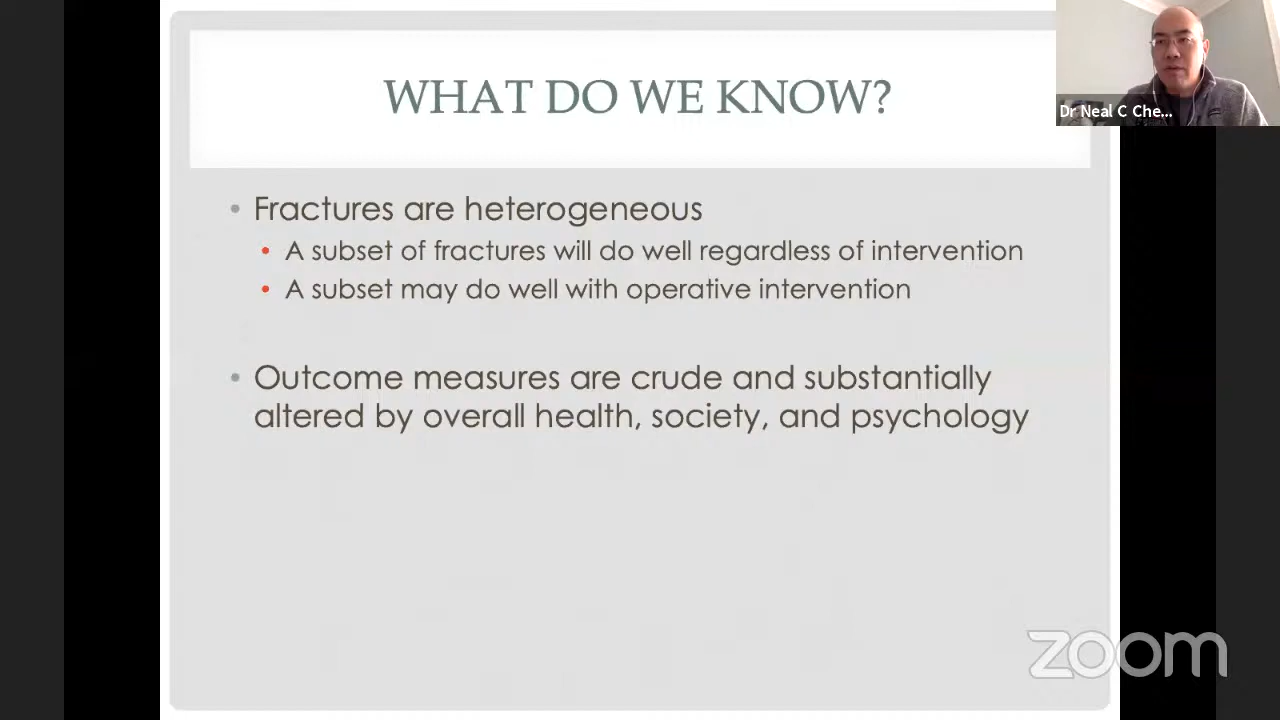 WHAT DO WE KNOW?
Dr Neal C Che...
• Fractures are heterogeneous
• A subset of fractures will do well regardless of intervention
• A subset may do well with operative intervention
• Outcome measures are crude and substantially
altered by overall health, society, and psychology
zoom